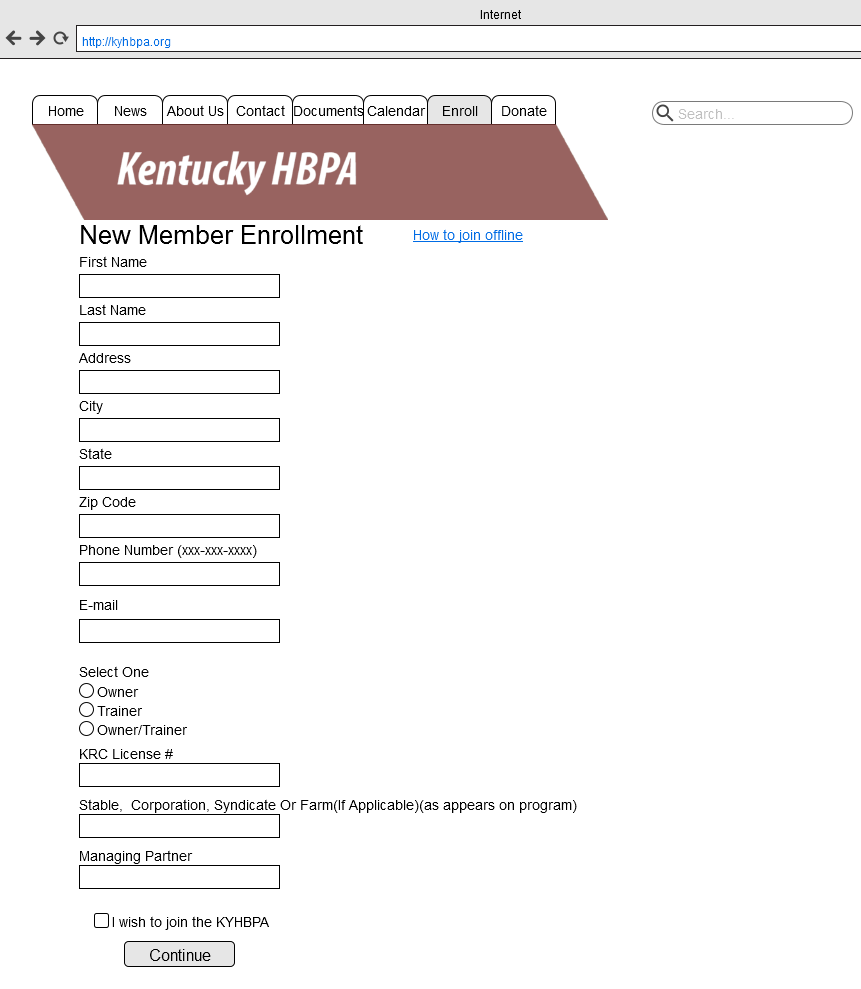 Internet
http://kyhbpa.org
Home News About Us Contact Documents Calendar Enroll Donate
Search...
Kentucky HBPA
New Member Enrollment
How to join offline
First Name
Last Name
Address
City
State
Zip Code
Phone Number (xxx-xxx-xxxx)
E-mail
Select One
Owner
Trainer
Owner/Trainer
KRC License #
Stable, Corporation, Syndicate Or Farm(If Applicable)(as appears on program)
Managing Partner
I wish to join the KYHBPA
Continue